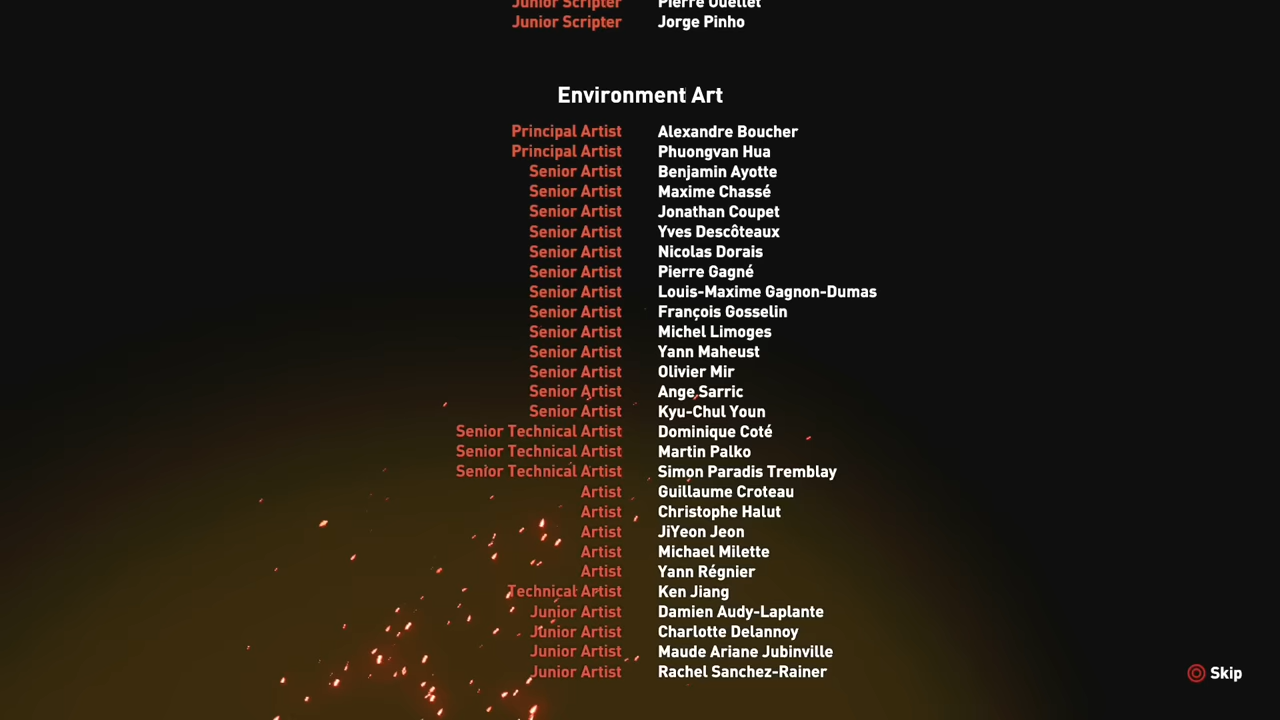 Junior Scripter Pierre Ouellet
Junior Scripter Jorge Pinho
Environment Art
Principal Artist Alexandre Boucher
Principal Artist Phuongvan Hua
Senior Artist Benjamin Ayotte
Senior Artist Maxime Chassé
Senior Artist Jonathan Coupet
Senior Artist Yves Descôteaux
Senior Artist Nicolas Dorais
Senior Artist Pierre Gagné
Senior Artist Louis-Maxime Gagnon-Dumas
Senior Artist François Gosselin
Senior Artist Michel Limoges
Senior Artist Yann Maheust
Senior Artist Olivier Mir
Senior Artist Ange Sarric
Senior Artist Kyu-Chul Youn
Senior Technical Artist Dominique Coté
Senior Technical Artist Martin Palko
Senior Technical Artist Simon Paradis Tremblay
Artist Guillaume Croteau
Artist Christophe Halut
Artist JiYeon Jeon
Artist Michael Milette
Artist Yann Régnier
Technical Artist Ken Jiang
Junior Artist Damien Audy-Laplante
Junior Artist Charlotte Delannoy
Junior Artist Maude Ariane Jubinville
Junior Artist Rachel Sanchez-Rainer
Skip